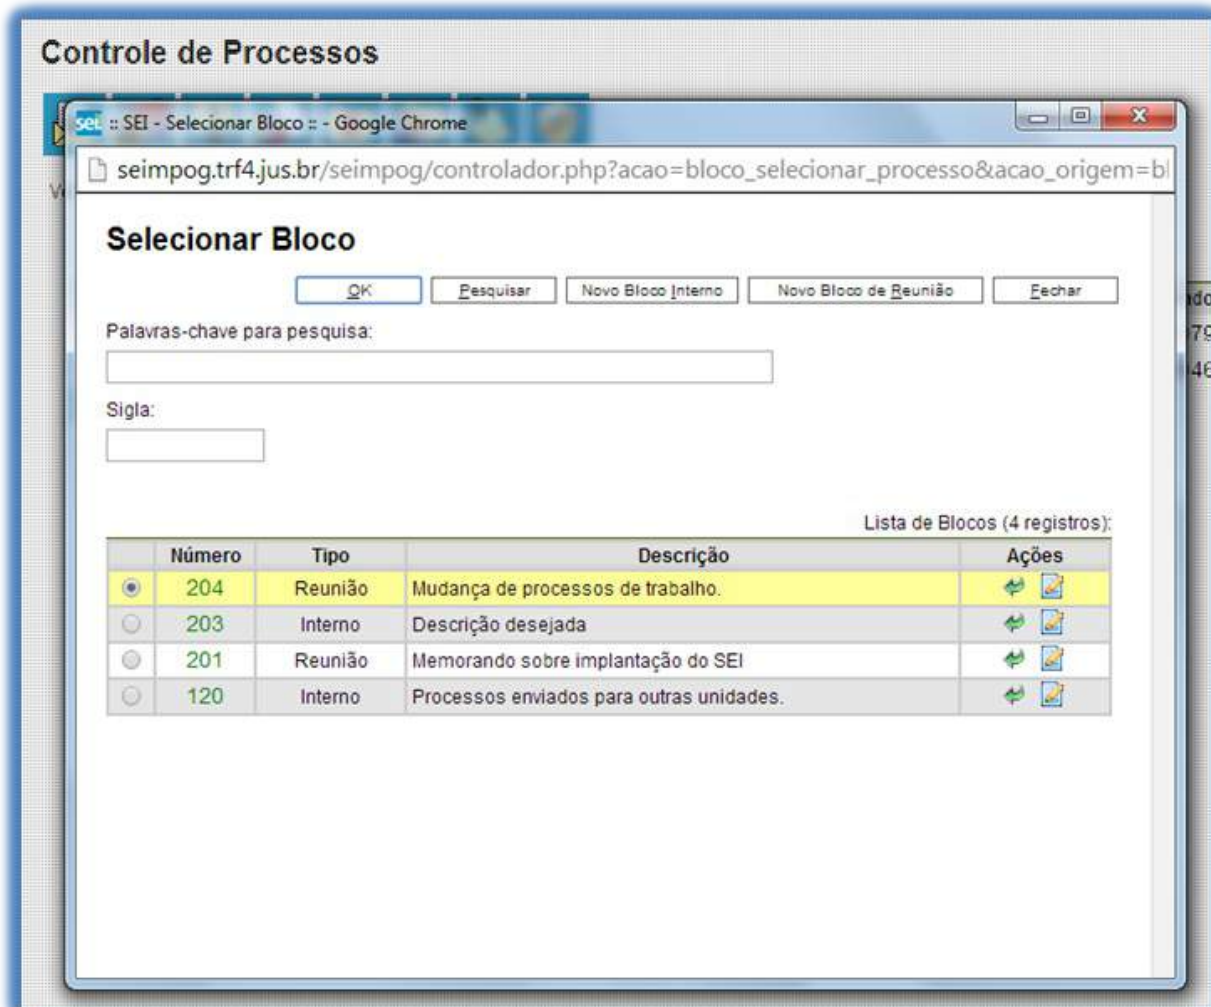 Controle de Processos
sei. :: SEI - Selecionar Bloco :: - Google Chrome
seimpog.trf4.jus.br/seimpog/controlador.php?acao=bloco_selecionar_processo&acao_origem=bl
Selecionar Bloco
OK Pesquisar Novo Bloco Interno Novo Bloco de Reunião Fechar
Palavras-chave para pesquisa:
Sigla:
Lista de Blocos (4 registros):
Número Tipo Descrição Ações
204 Reunião Mudança de processos de trabalho.
203 Interno Descrição desejada
201 Reunião Memorando sobre implantação do SEI
120 Interno Processos enviados para outras unidades.